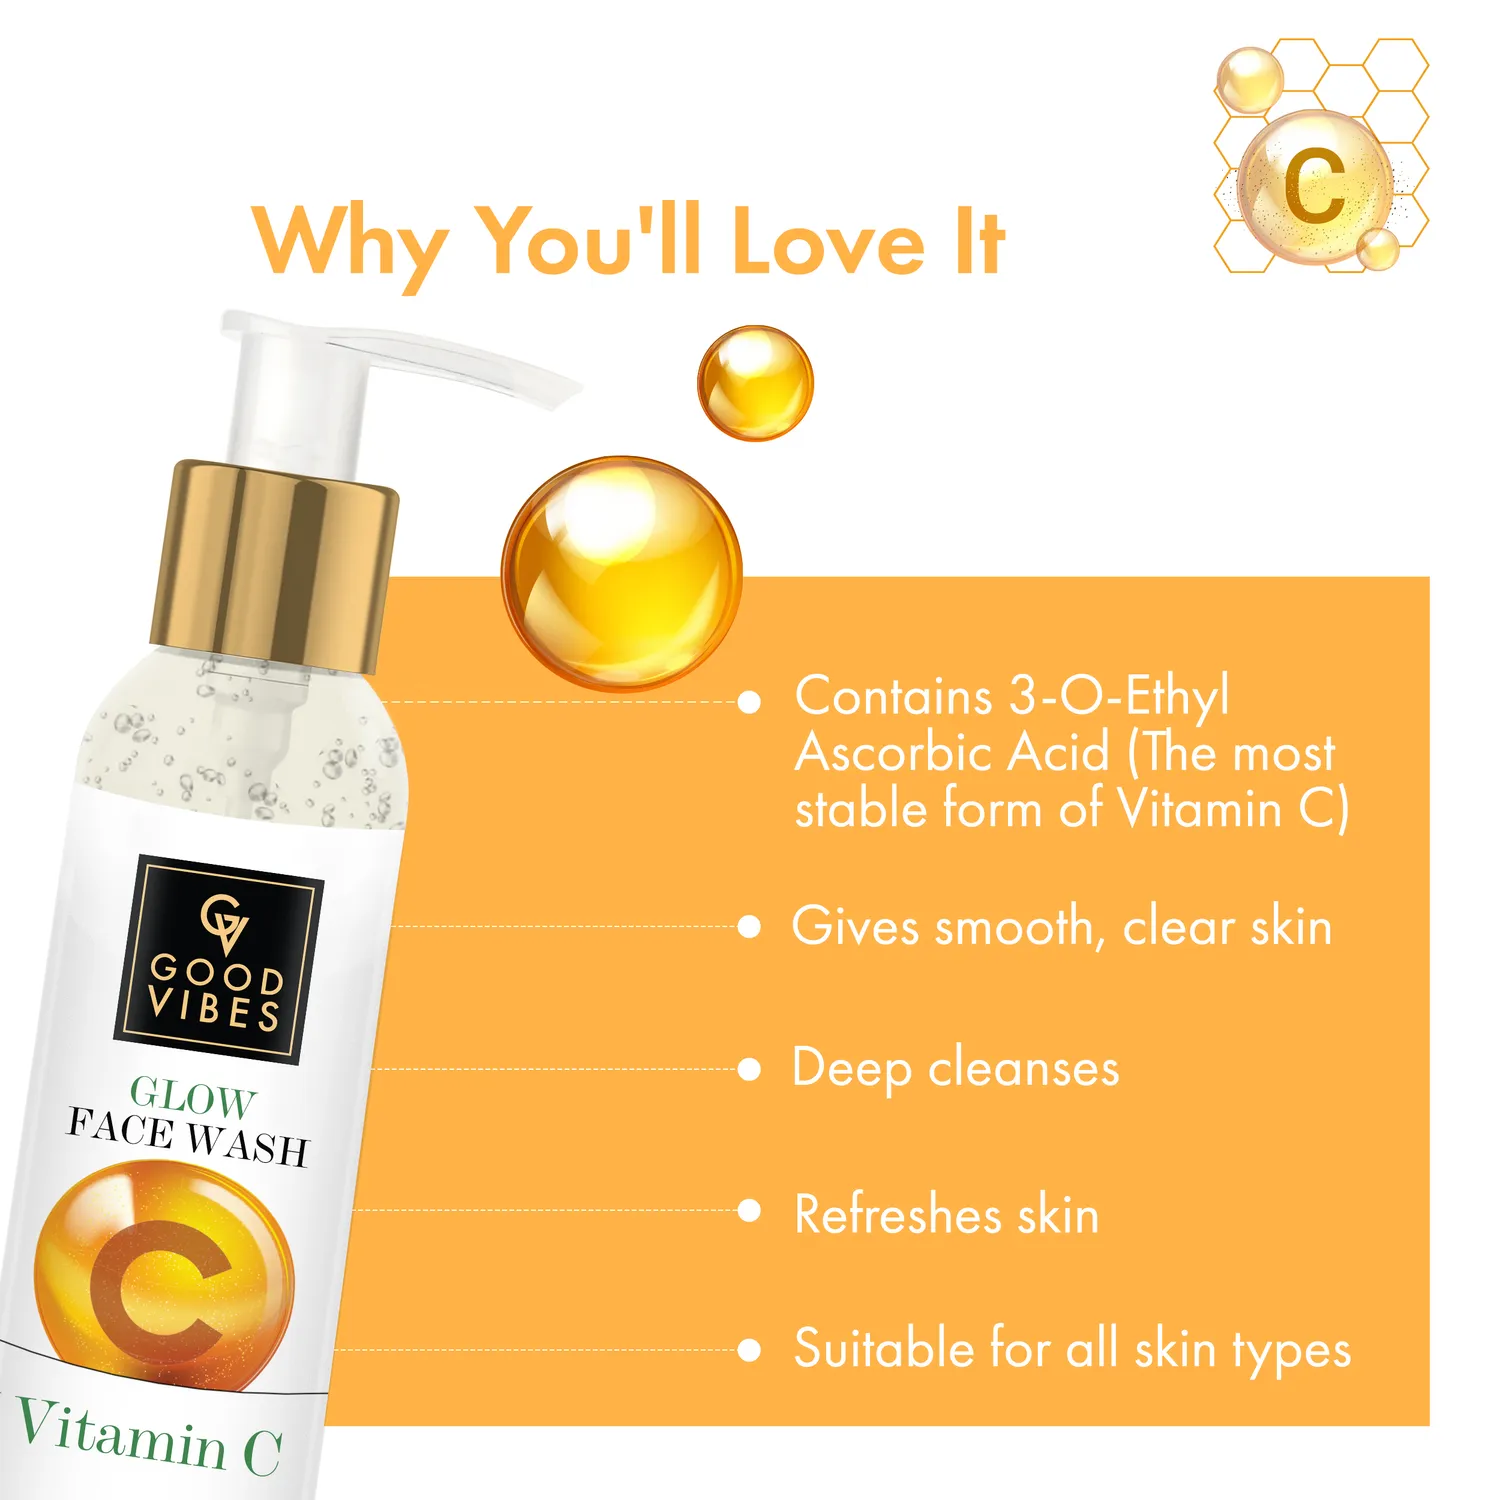 C
Why You'll Love It
Contains 3-O-Ethyl
Ascorbic Acid (The most
stable form of Vitamin C)
Gives smooth, clear skin
Deep cleanses
Refreshes skin
Suitable for all skin types
GV
GOOD
VIBES
GLOW
FACE WASH
C
Vitamin C